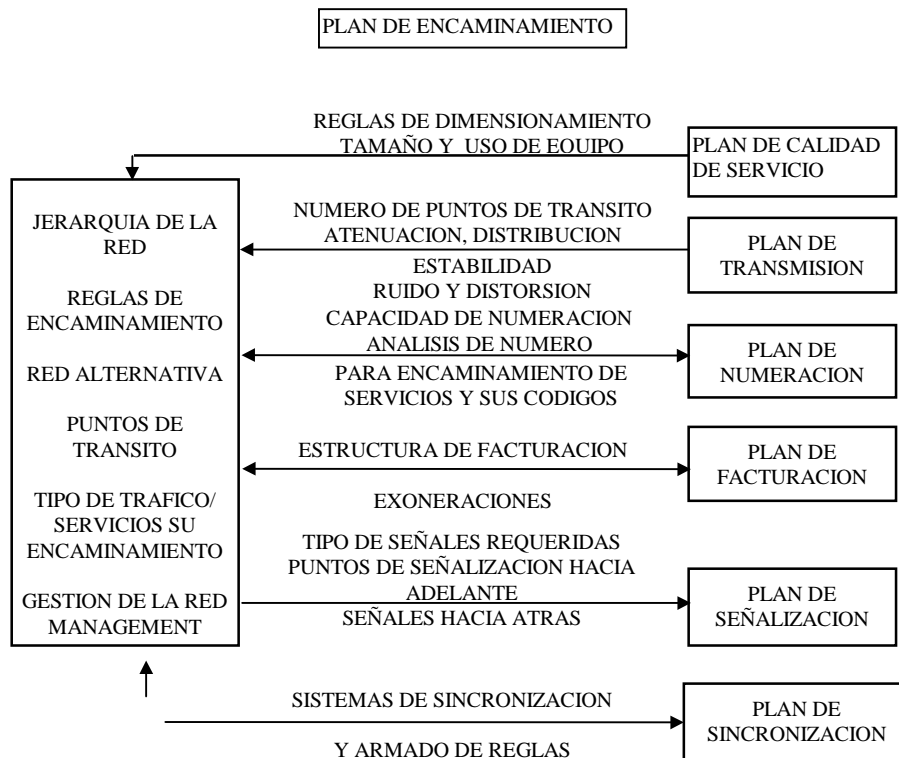 PLAN DE ENCAMINAMIENTO
REGLAS DE DIMENSIONAMIENTO
TAMAÑO Y USO DE EQUIPO
PLAN DE CALIDAD
DE SERVICIO
JERARQUIA DE LA
RED
REGLAS DE
ENCAMINAMIENTO
RED ALTERNATIVA
PUNTOS DE
TRANSITO
TIPO DE TRAFICO/
SERVICIOS SU
ENCAMINAMIENTO
GESTION DE LA RED
MANAGEMENT
NUMERO DE PUNTOS DE TRANSITO
ATENUACION, DISTRIBUCION
ESTABILIDAD
RUIDO Y DISTORSION
PLAN DE
TRANSMISION
CAPACIDAD DE NUMERACION
ANALISIS DE NUMERO
PARA ENCAMINAMIENTO DE
SERVICIOS Y SUS CODIGOS
PLAN DE
NUMERACION
ESTRUCTURA DE FACTURACION
EXONERACIONES
PLAN DE
FACTURACION
TIPO DE SEÑALES REQUERIDAS
PUNTOS DE SEÑALIZACION HACIA
ADELANTE
SEÑALES HACIA ATRAS
PLAN DE
SEÑALIZACION
SISTEMAS DE SINCRONIZACION
Y ARMADO DE REGLAS
PLAN DE
SINCRONIZACION